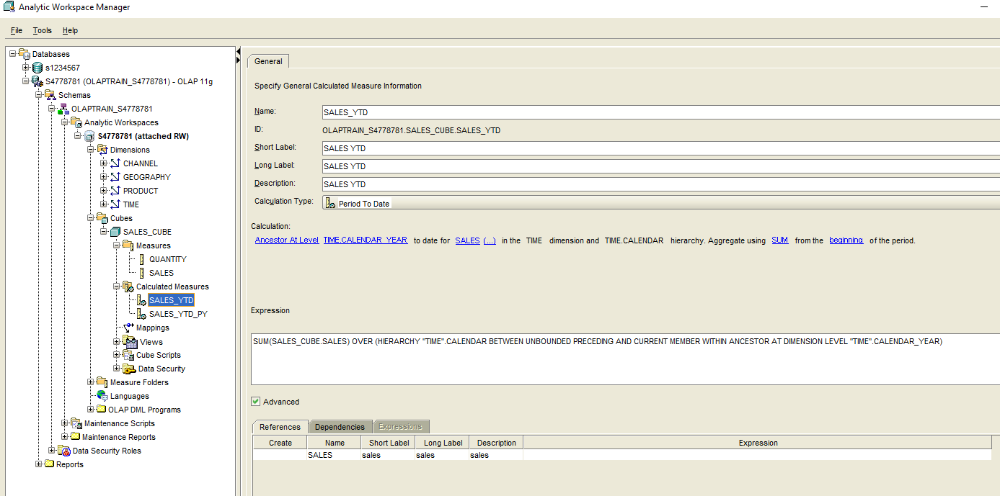 Analytic Workspace Manager
File Tools Help
Databases
s1234567
S4778781 (OLAPTRAIN_S4778781) - OLAP 11g
Schemas
OLAPTRAIN_S4778781
Analytic Workspaces
S4778781 (attached RW)
Dimensions
CHANNEL
GEOGRAPHY
PRODUCT
TIME
Cubes
SALES_CUBE
Measures
QUANTITY
SALES
Calculated Measures
SALES_YTD
SALES_YTD_PY
Mappings
Views
Cube Scripts
Data Security
Measure Folders
Languages
OLAP DML Programs
Maintenance Scripts
Maintenance Reports
Data Security Roles
Reports
General
Specify General Calculated Measure Information
Name: SALES_YTD
ID: OLAPTRAIN_S4778781.SALES_CUBE.SALES_YTD
Short Label: SALES YTD
Long Label: SALES YTD
Description: SALES YTD
Calculation Type: Period To Date
Calculation:
Ancestor At Level TIME.CALENDAR_YEAR to date for SALES (...) in the TIME dimension and TIME.CALENDAR hierarchy. Aggregate using SUM from the beginning of the period.
Expression
SUM(SALES_CUBE.SALES) OVER (HIERARCHY "TIME".CALENDAR BETWEEN UNBOUNDED PRECEDING AND CURRENT MEMBER WITHIN ANCESTOR AT DIMENSION LEVEL "TIME".CALENDAR_YEAR)
Advanced
References Dependencies Expressions
Create Name Short Label Long Label Description Expression
SALES sales sales sales